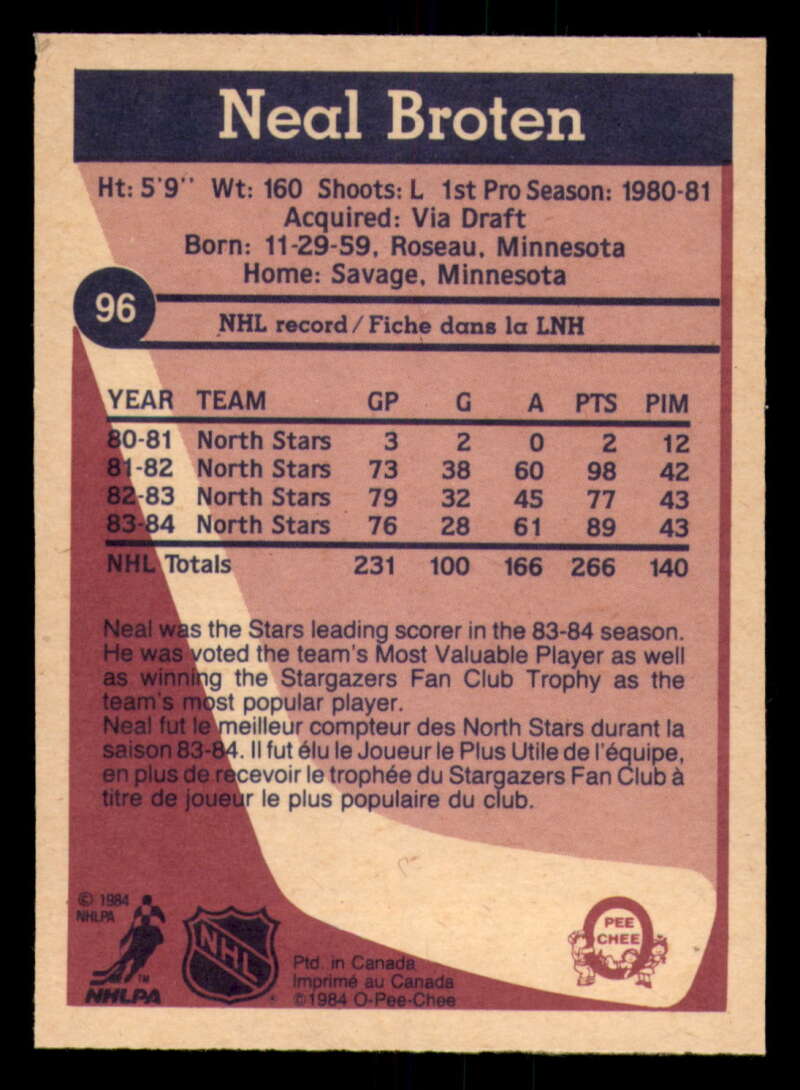 Neal Broten
Ht: 5'9'' Wt: 160 Shoots: L 1st Pro Season: 1980-81
Acquired: Via Draft
Born: 11-29-59, Roseau, Minnesota
Home: Savage, Minnesota
96
NHL record/Fiche dans la LNH
YEAR TEAM GP G A PTS PIM
80-81 North Stars 3 2 0 2 12
81-82 North Stars 73 38 60 98 42
82-83 North Stars 79 32 45 77 43
83-84 North Stars 76 28 61 89 43
NHL Totals 231 100 166 266 140
Neal was the Stars leading scorer in the 83-84 season.
He was voted the team's Most Valuable Player as well
as winning the Stargazers Fan Club Trophy as the
team's most popular player.
Neal fut le meilleur compteur des North Stars durant la
saison 83-84. Il fut élu le Joueur le Plus Utile de l'équipe,
en plus de recevoir le trophée du Stargazers Fan Club à
titre de joueur le plus populaire du club.
© 1984
NHLPA
TM
NHLPA
NHL
Ptd. in Canada
Imprimé au Canada
©1984 O-Pee-Chee
PEE
CHEE